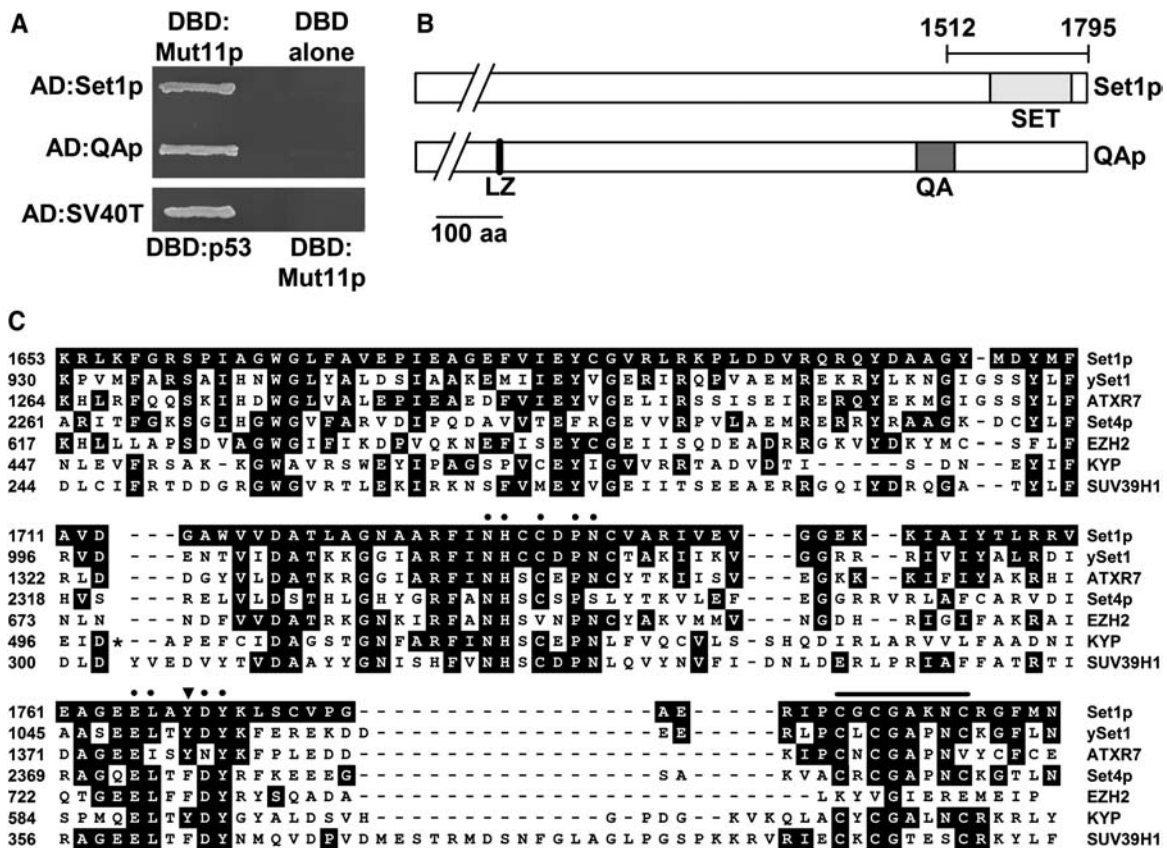 A
DBD: Mut11p
DBD alone
AD:Set1p
AD:QAp
AD:SV40T
DBD:p53
DBD: Mut11p
B
1512 1795
Set1p
SET
QAp
LZ QA
100 aa
C
1653 KRLKFGRSPIAGWGLFAVEPIEAGEFVIEYCGVRLRKPLDDVRQRQYDAAGY-MDYMF Set1p
930 KPVMFARSAIHNWGLYALDSIAAKEMIIEYVGERIRQPVAEMREKRYLKNGIGSSYLF ySet1
1264 KHLRFQQSKIHDWGLVALEPIEAEDFVIEYVGELIRSSISEIRERQYEKMGIGSSYLF ATXR7
2261 ARITFGKSGIHGWGVFARVDIPQDAVVTEFRGEVVRPVLAEMRERRYRAAGK-DCYLF Set4p
617 KHLLLAPSDVAGWGIFIKDPVQKNEFISEYCGEIISQDEADRRGKVYDKYMC--SFLF EZH2
447 NLEVFRSAK-KGWAVRSWEYIPAGSPVCEYIGVVRRTADVDTI-----S-DN--EYIF KYP
244 DLCIFRTDDGRGWGVRTLEKIRKNSFVMEYVGEIITSEEAERRGQIYDRQGA--TYLF SUV39H1
1711 AVD---GAWVVDATLAGNAARFINHCCDPNCVARIVEV---GGEK--KIAIYTLRRV Set1p
996 RVD---ENTVIDATKKGGIARFINHCCDPNCTAKIIKV---GGRR--RIVIYALRDI ySet1
1322 RLD---DGYVLDATKRGGIARFINHSCEPNCYTKIISV---EGKK--KIFIYAKRHI ATXR7
2318 HVS---RELVLDSTHLGHYGRFANHSCSPSLYTKVLEF---EGGRRVRLAFCARVDI Set4p
673 NLN---NDFVVDATRKGNKIRFANHSVNPNCYAKVMMV---NGDH--RIGIFAKRAI EZH2
496 EID*--APEFCIDAGSTGNFARFINHSCEPNLFVQCVLS-SHQDIRLARVVLFAADNI KYP
300 DLDYVEDVYTVDAAYYGNISHFVNHSCDPNLQVYNVFI-DNLDERLPRIAFFATRTI SUV39H1
1761 EAGEELAYDYKLSCVPG-----------------AE-----RIPCGCGAKNCRGFMN Set1p
1045 AASEELTYDYKFEREKDD----------------EE-----RLPCLCGAPNCKGFLN ySet1
1371 DAGEEISYNYKFPLEDD-----------------------KIPCNCGAPNVYCFCE ATXR7
2369 RAGQELTFDYRFKEEEG-----------------SA-----KVACRCGAPNCKGTLN Set4p
722 QTGEELFFDYRYSQADA-------------------------LKYVGIEREMEIP EZH2
584 SPMQELTYDYGYALDSVH---------------G-PDG--KVKQLACYCGALNCRKRLY KYP
356 RAGEELTFDYNMQVDPVDMESTRMDSNFGLAGLPGSPKKRVRIECKCGTESCRKYLF SUV39H1